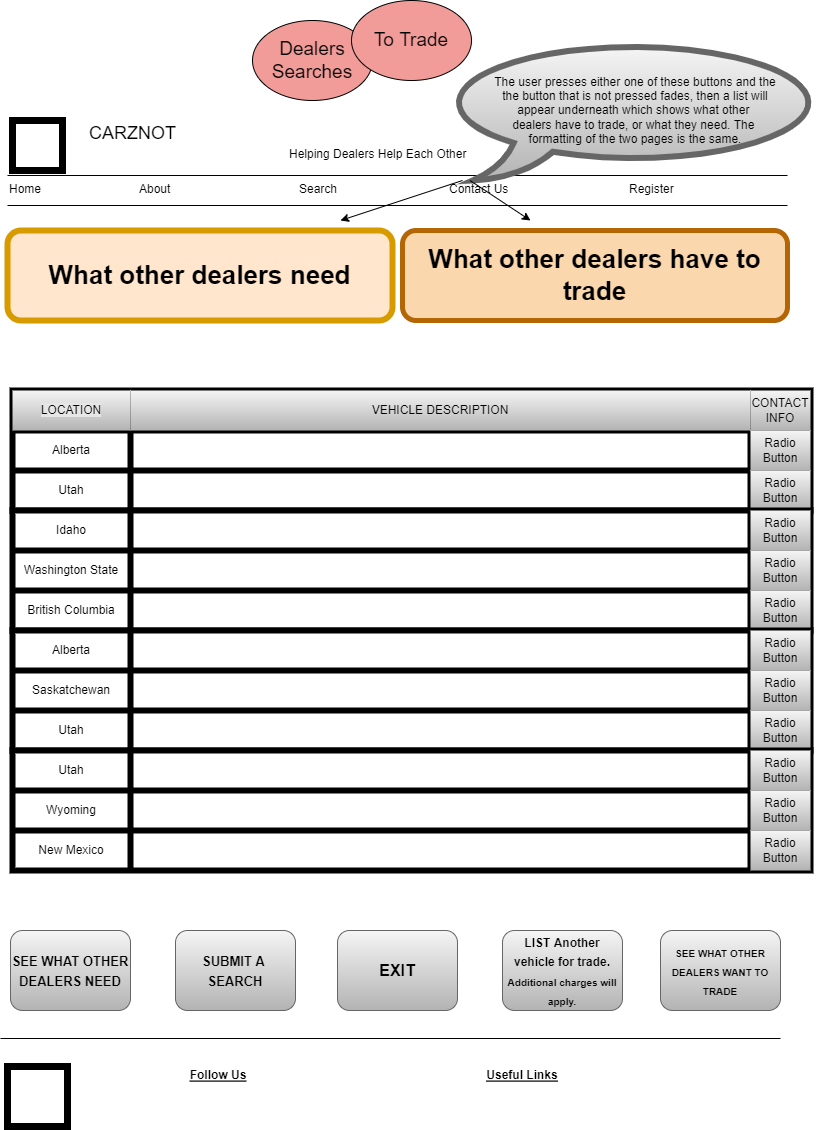 Dealers
Searches
To Trade
The user presses either one of these buttons and the
the button that is not pressed fades, then a list will
appear underneath which shows what other
dealers have to trade, or what they need. The
formatting of the two pages is the same.
CARZNOT
Helping Dealers Help Each Other
Home About Search Contact Us Register
What other dealers need
What other dealers have to
trade
LOCATION VEHICLE DESCRIPTION CONTACT
INFO
Alberta Radio
Button
Utah Radio
Button
Idaho Radio
Button
Washington State Radio
Button
British Columbia Radio
Button
Alberta Radio
Button
Saskatchewan Radio
Button
Utah Radio
Button
Utah Radio
Button
Wyoming Radio
Button
New Mexico Radio
Button
SEE WHAT OTHER
DEALERS NEED
SUBMIT A
SEARCH
EXIT
LIST Another
vehicle for trade.
Additional charges will
apply.
SEE WHAT OTHER
DEALERS WANT TO
TRADE
Follow Us Useful Links